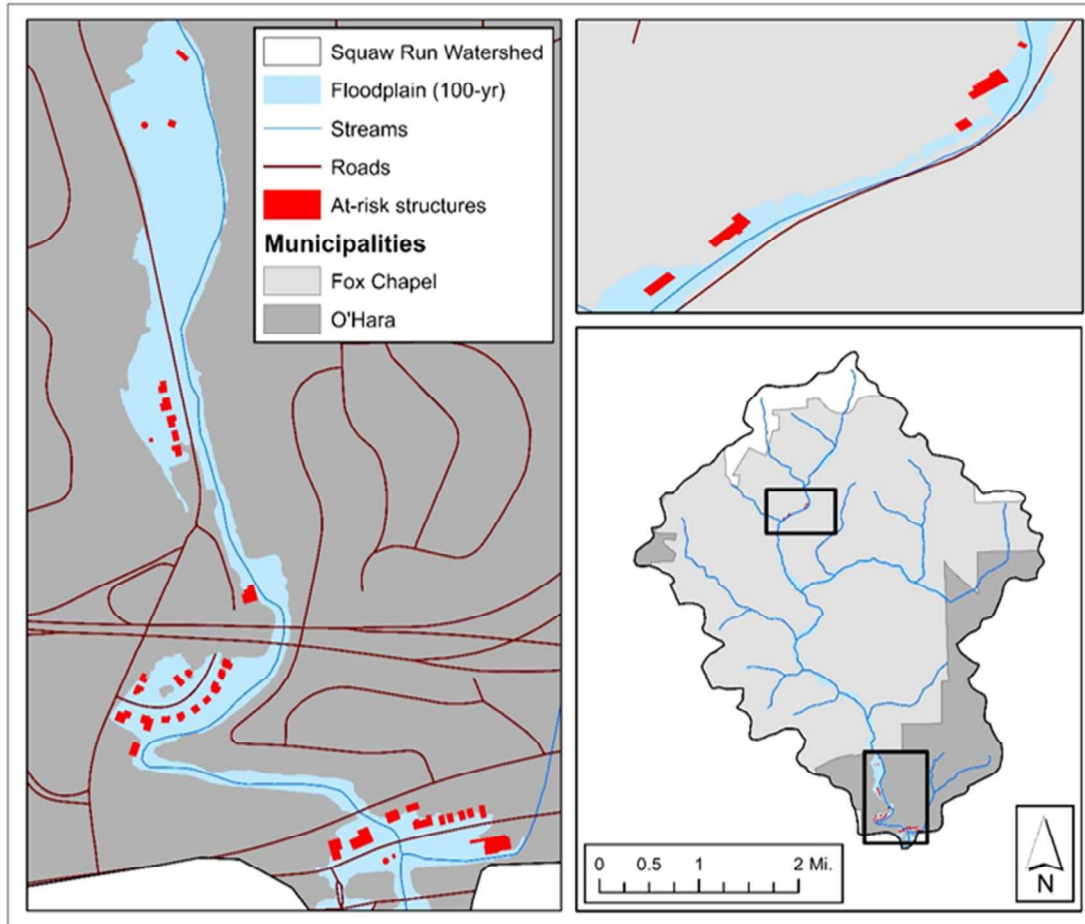 Squaw Run Watershed
Floodplain (100-yr)
Streams
Roads
At-risk structures
Municipalities
Fox Chapel
O'Hara
0 0.5 1 2 Mi.
N